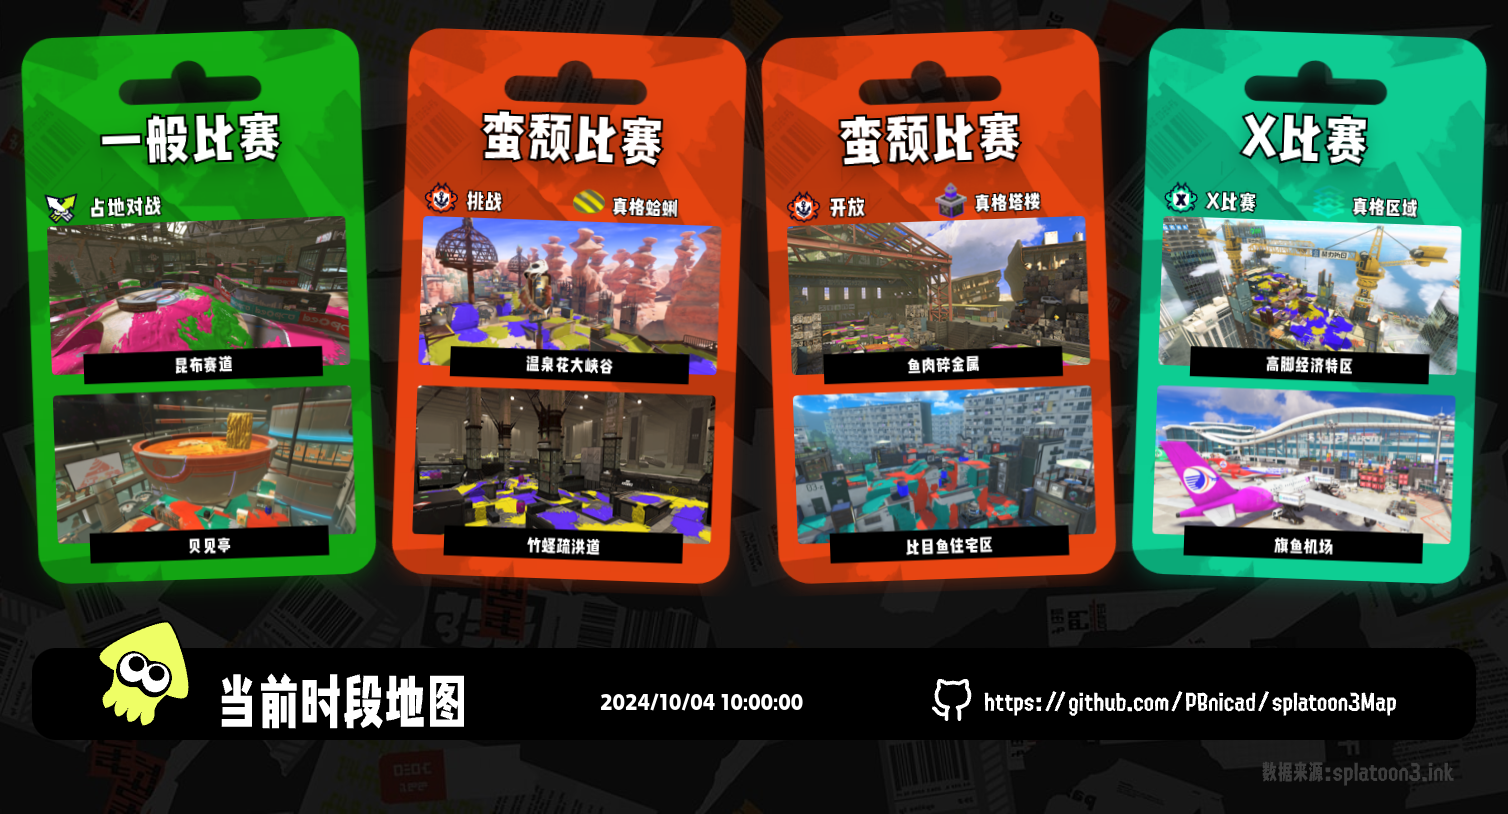 一般比赛
占地对战
昆布赛道
贝见亭
蛮颓比赛
挑战
真格蛤蜊
温泉花大峡谷
竹蛏疏洪道
蛮颓比赛
开放
真格塔楼
鱼肉碎金属
比目鱼住宅区
X比赛
X比赛
真格区域
高脚经济特区
旗鱼机场
当前时段地图
2024/10/04 10:00:00
https://github.com/PBnicad/splatoon3Map
数据来源:splatoon3.ink